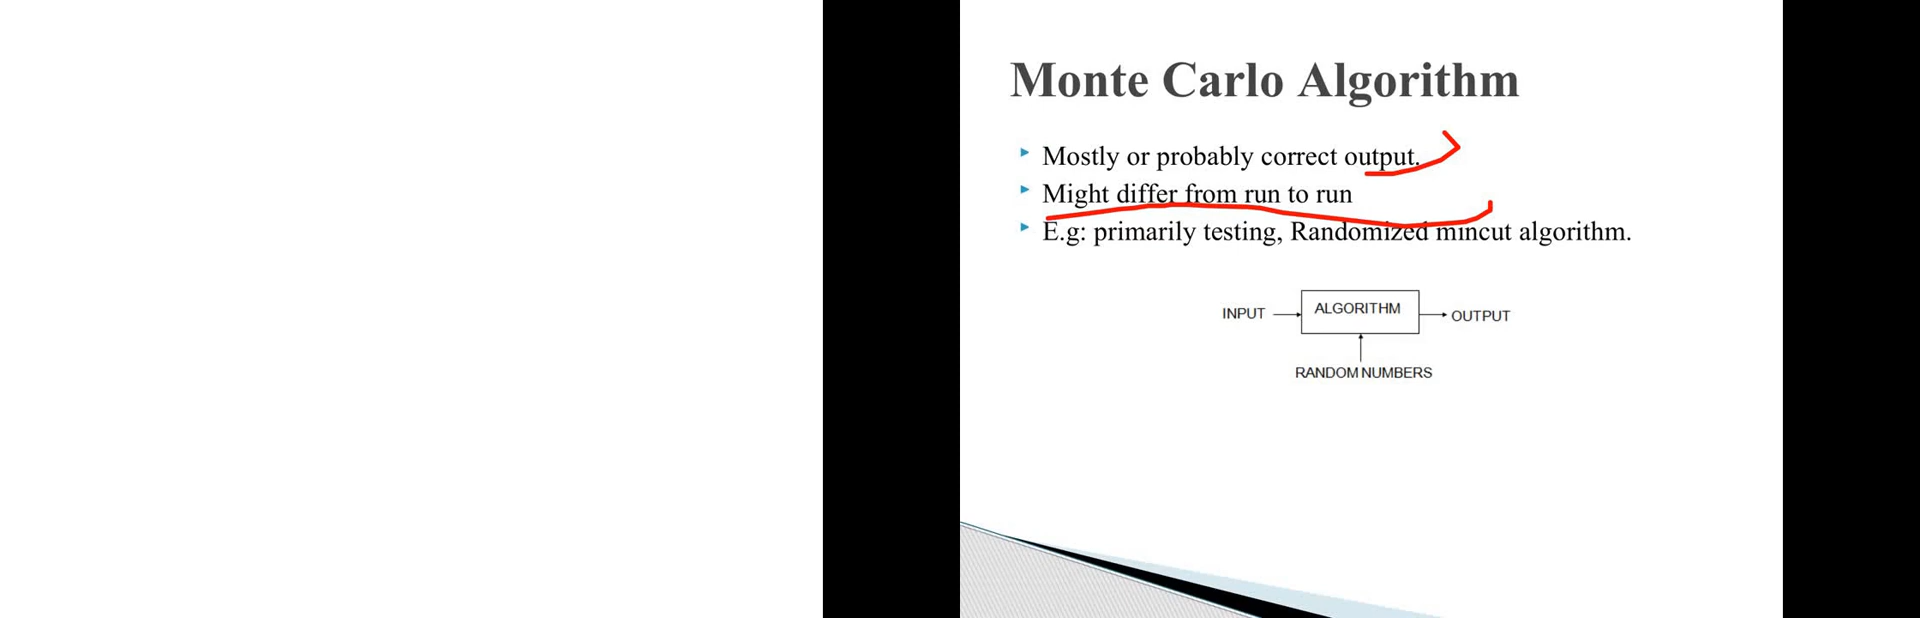 Monte Carlo Algorithm
Mostly or probably correct output.
Might differ from run to run
E.g: primarily testing, Randomized mincut algorithm.
INPUT
ALGORITHM
OUTPUT
RANDOM NUMBERS